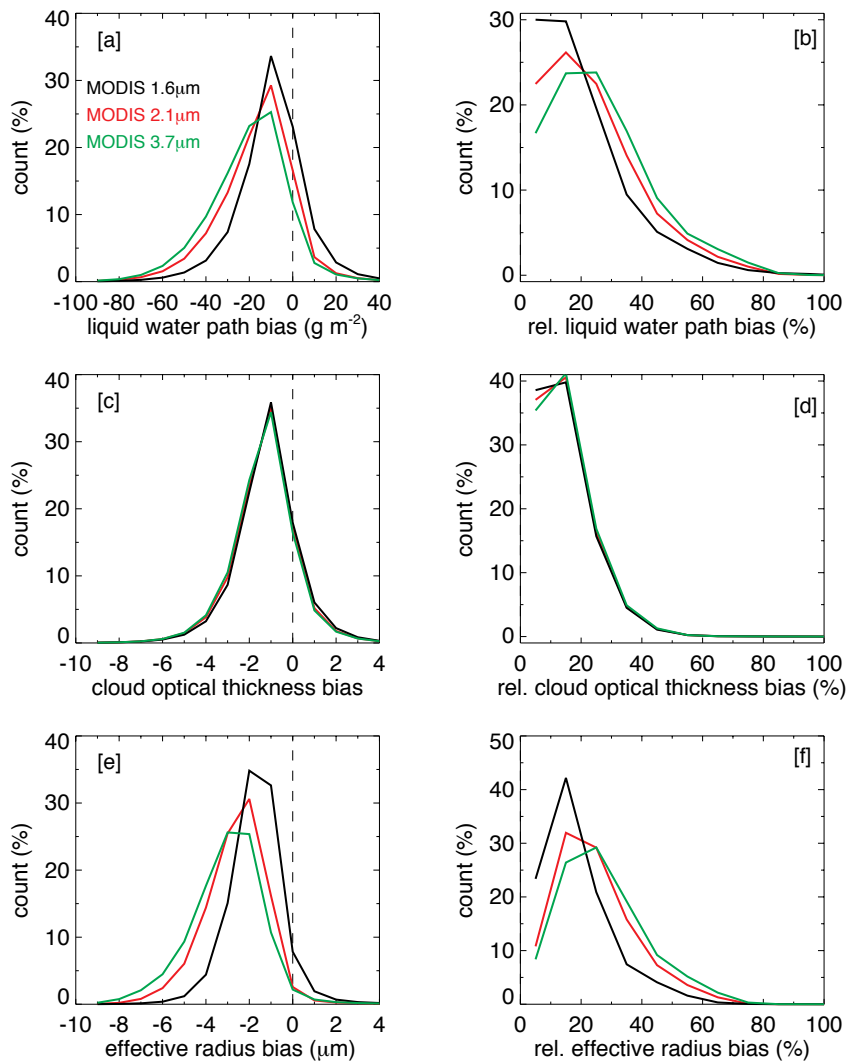 [a]
MODIS 1.6µm
MODIS 2.1µm
MODIS 3.7µm
count (%)
40
30
20
10
0
-100 -80 -60 -40 -20 0 20 40
liquid water path bias (g m-2)
[b]
count (%)
30
20
10
0
0 20 40 60 80 100
rel. liquid water path bias (%)
[c]
count (%)
40
30
20
10
0
-10 -8 -6 -4 -2 0 2 4
cloud optical thickness bias
[d]
count (%)
40
30
20
10
0
0 20 40 60 80 100
rel. cloud optical thickness bias (%)
[e]
count (%)
40
30
20
10
0
-10 -8 -6 -4 -2 0 2 4
effective radius bias (µm)
[f]
count (%)
50
40
30
20
10
0
0 20 40 60 80 100
rel. effective radius bias (%)